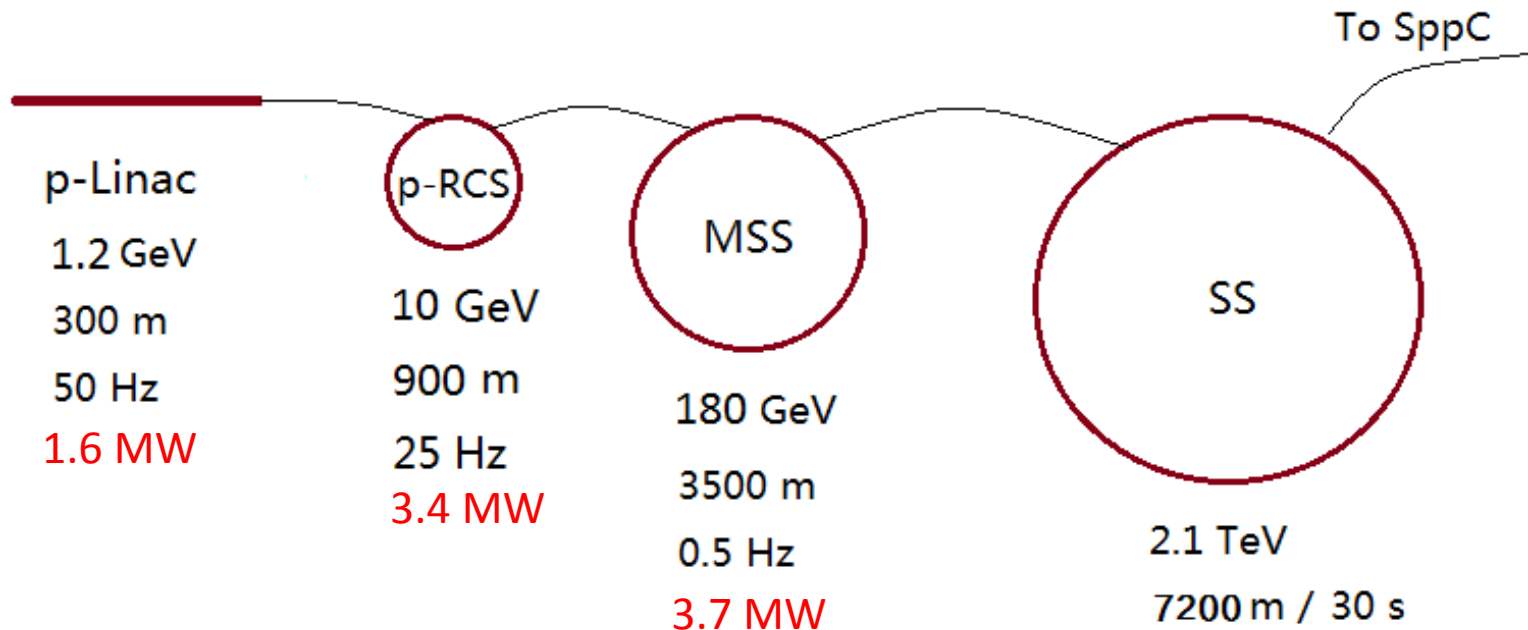 To SppC
p-Linac
1.2 GeV
300 m
50 Hz
1.6 MW
p-RCS
10 GeV
900 m
25 Hz
3.4 MW
MSS
180 GeV
3500 m
0.5 Hz
3.7 MW
SS
2.1 TeV
7200 m / 30 s